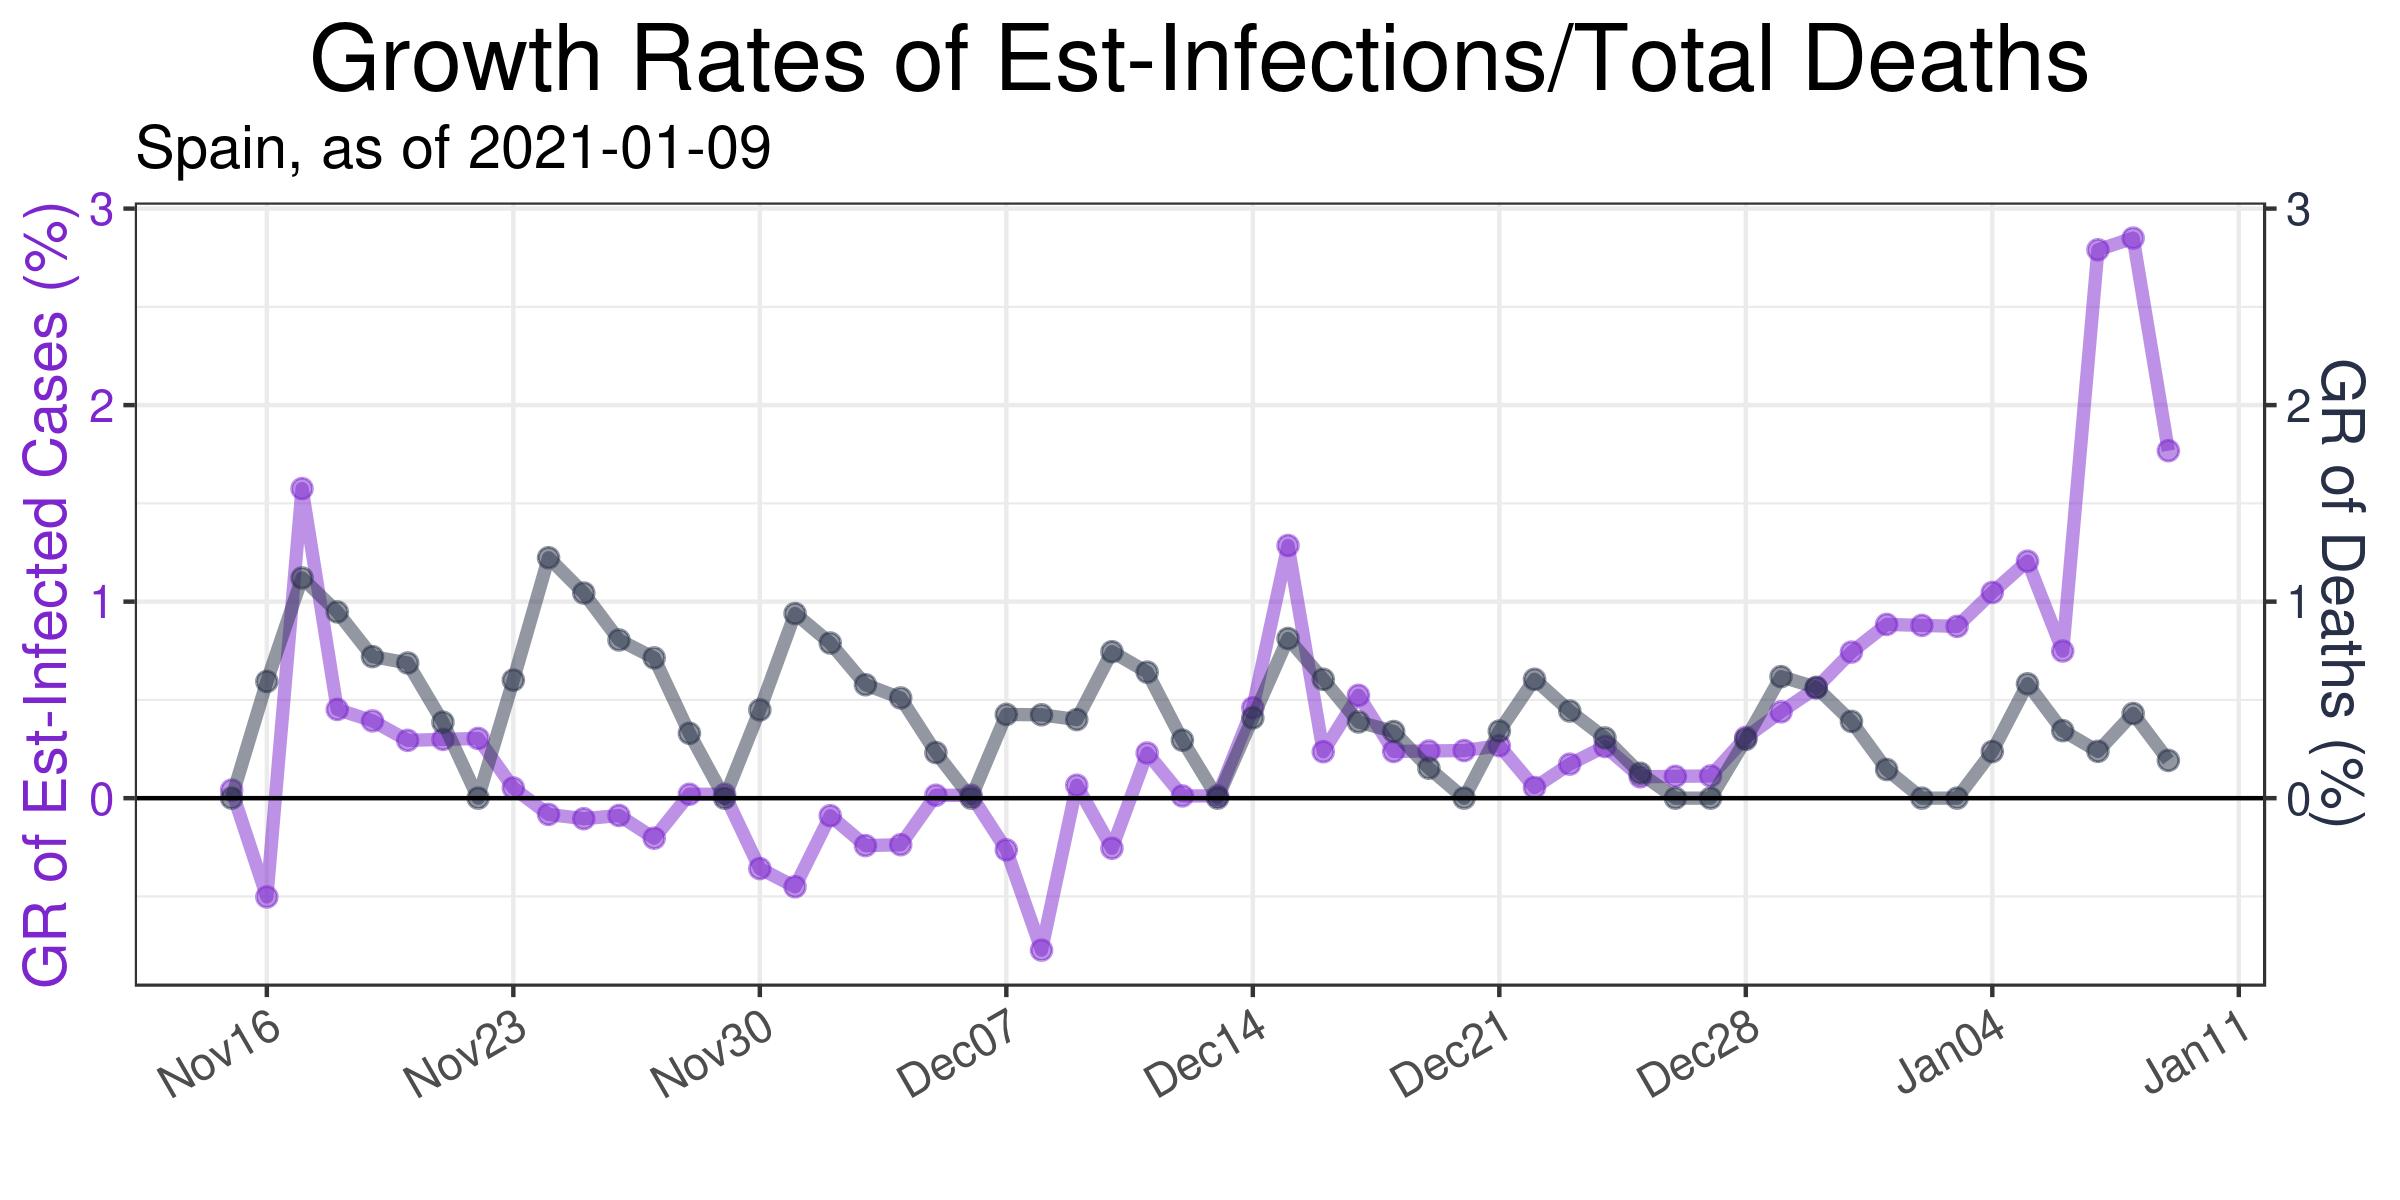 Growth Rates of Est-Infections/Total Deaths
Spain, as of 2021-01-09
GR of Est-Infected Cases (%)
3
2
1
0
3
2
1
0
GR of Deaths (%)
Nov16
Nov23
Nov30
Dec07
Dec14
Dec21
Dec28
Jan04
Jan11